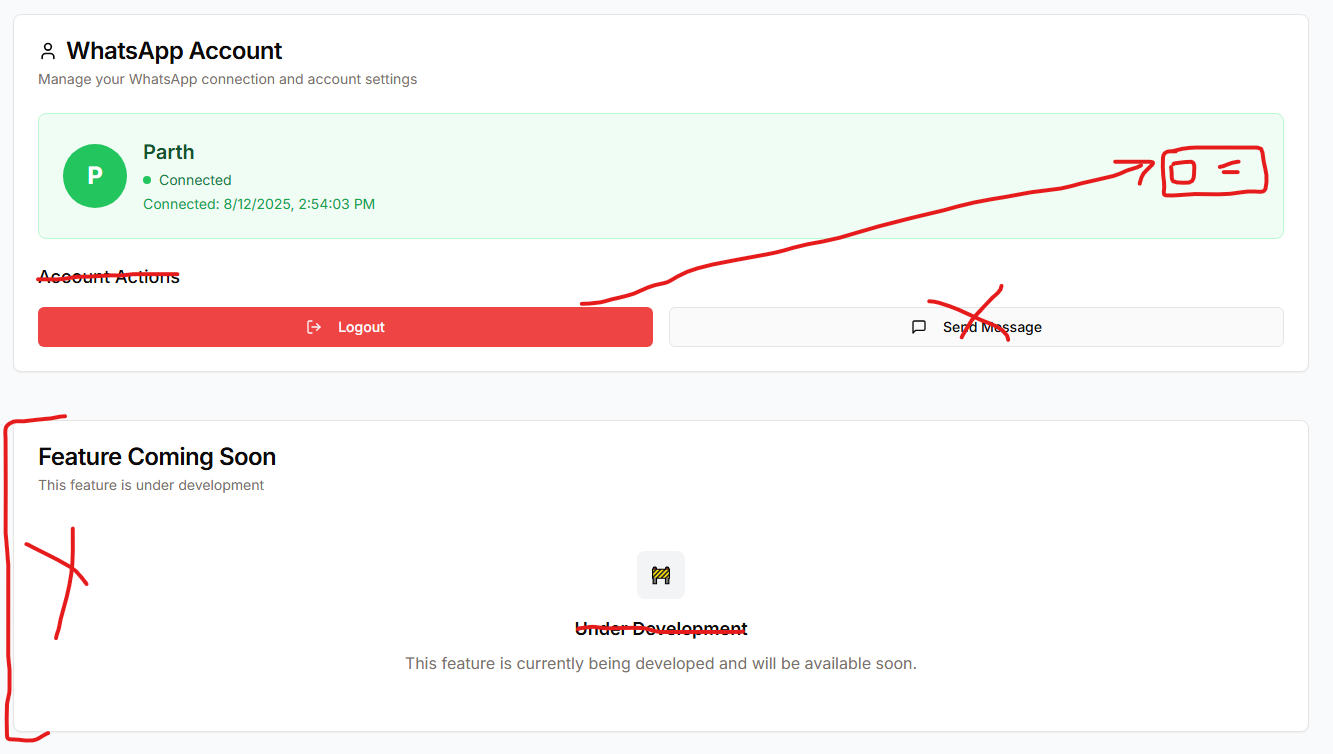 WhatsApp Account
Manage your WhatsApp connection and account settings
P
Parth
Connected
Connected: 8/12/2025, 2:54:03 PM
Account Actions
Logout
Send Message
Feature Coming Soon
This feature is under development
Under Development
This feature is currently being developed and will be available soon.